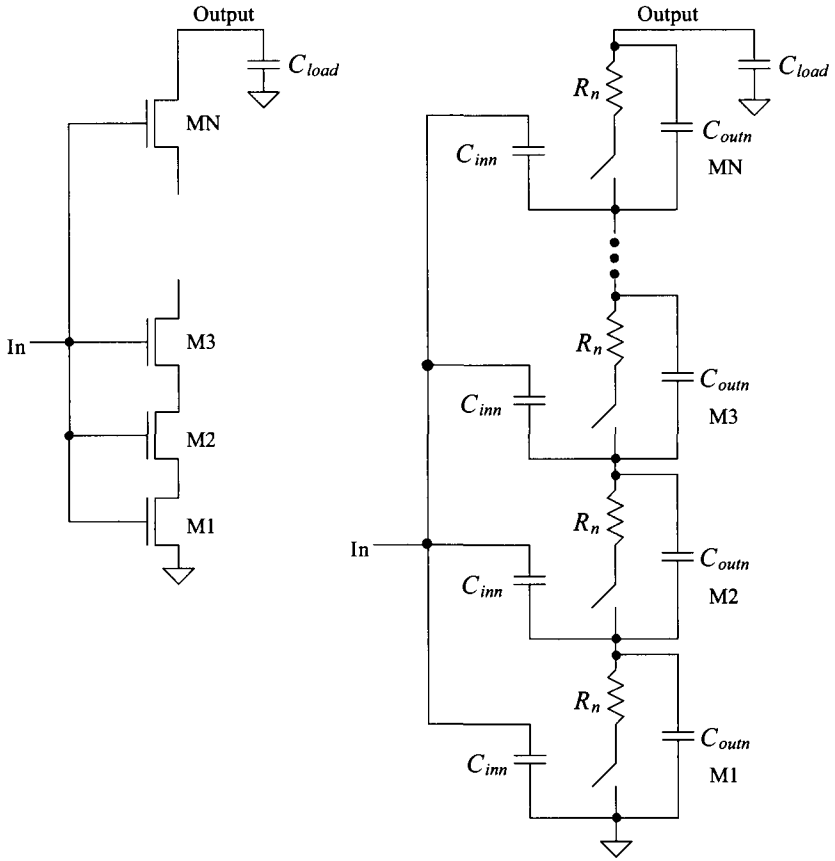 Output
C_load
MN
In
M3
M2
M1
Output
C_load
R_n
C_outn
MN
C_inn
R_n
C_outn
M3
C_inn
R_n
C_outn
M2
In
C_inn
R_n
C_outn
M1
C_inn